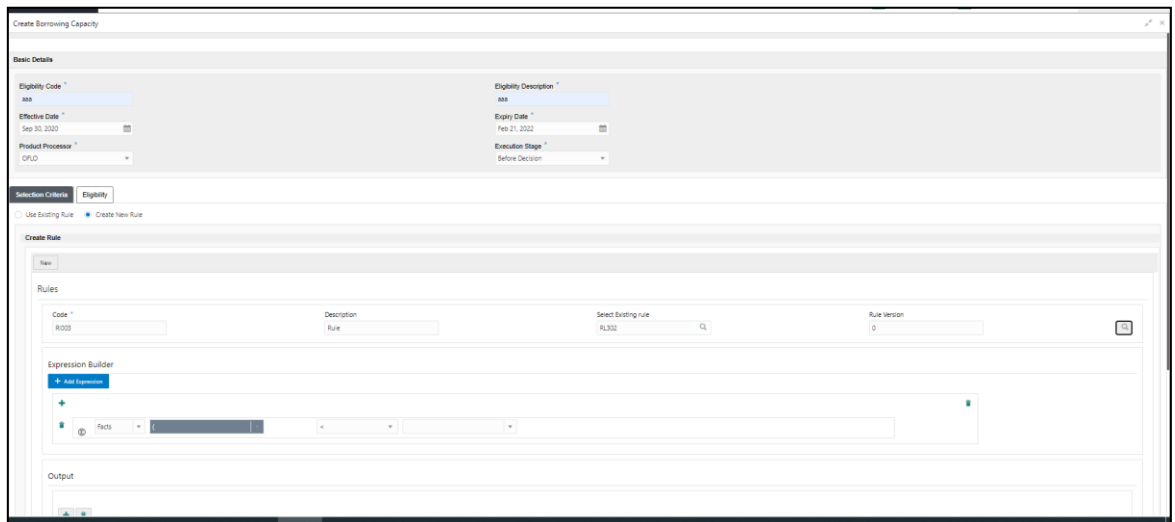 Create Borrowing Capacity
Basic Details
Eligibility Code *
Eligibility Description *
aaa
aaa
Effective Date *
Expiry Date *
Sep 30, 2020
Feb 21, 2022
Product Processor *
Execution Stage *
OFLO
Before Decision
Selection Criteria
Eligibility
Use Existing Rule
Create New Rule
Create Rule
New
Rules
Code *
Description
Select Existing rule
Rule Version
Rule
RL302
0
Expression Builder
+ Add Expression
Facts
(
<
Output